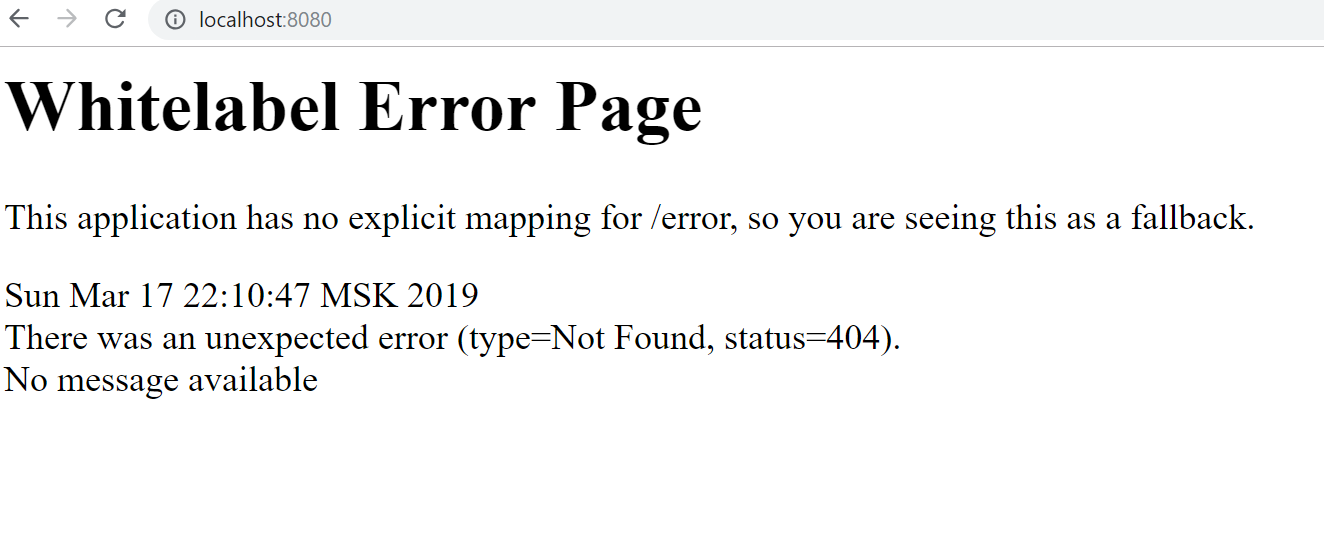 localhost:8080
Whitelabel Error Page
This application has no explicit mapping for /error, so you are seeing this as a fallback.
Sun Mar 17 22:10:47 MSK 2019
There was an unexpected error (type=Not Found, status=404).
No message available